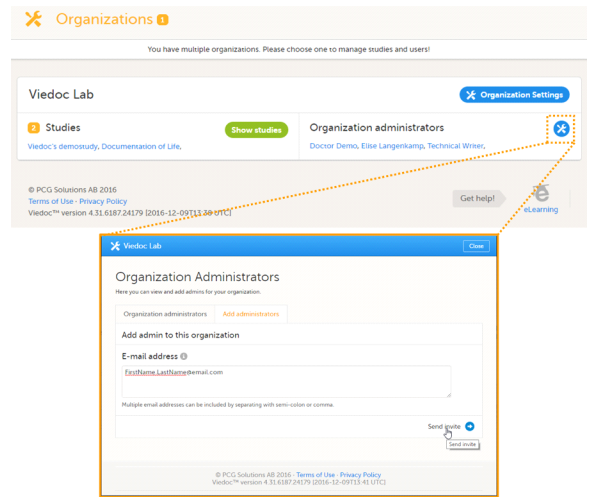 Organizations 1
You have multiple organizations. Please choose one to manage studies and users!
Viedoc Lab
Organization Settings
2 Studies
Show studies
Viedoc's demostudy, Documentation of Life,
Organization administrators
Doctor Demo, Elise Langenkamp, Technical Writer,
© PCG Solutions AB 2016
Terms of Use - Privacy Policy
Viedoc™ version 4.31.6187.24179 [2016-12-09T13:39 UTC]
Get help!
eLearning
Viedoc Lab
Close
Organization Administrators
Here you can view and add admins for your organization.
Organization administrators
Add administrators
Add admin to this organization
E-mail address
FirstName.LastName@email.com
Multiple email addresses can be included by separating with semi-colon or comma.
Send invite
Send invite
© PCG Solutions AB 2016 - Terms of Use - Privacy Policy
Viedoc™ version 4.31.6187.24179 [2016-12-09T13:41 UTC]